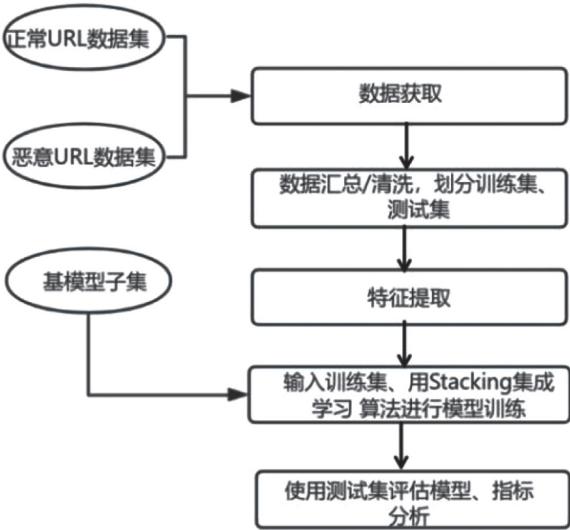 正常URL数据集
恶意URL数据集
数据获取
数据汇总/清洗，划分训练集、
测试集
基模型子集
特征提取
输入训练集、用Stacking集成
学习 算法进行模型训练
使用测试集评估模型、指标
分析